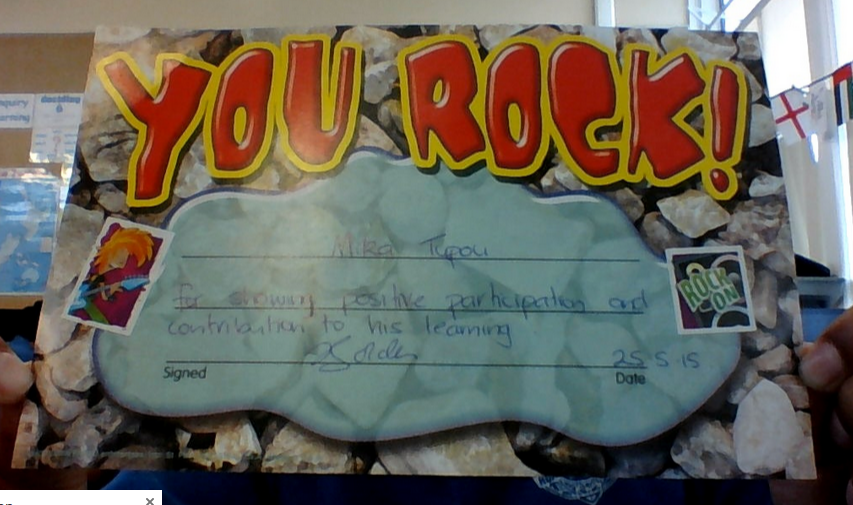 YOU ROCK!
Mika Tupou
for showing positive participation and
contribution to his learning
25.5.15
Signed
Date
ROCK ON